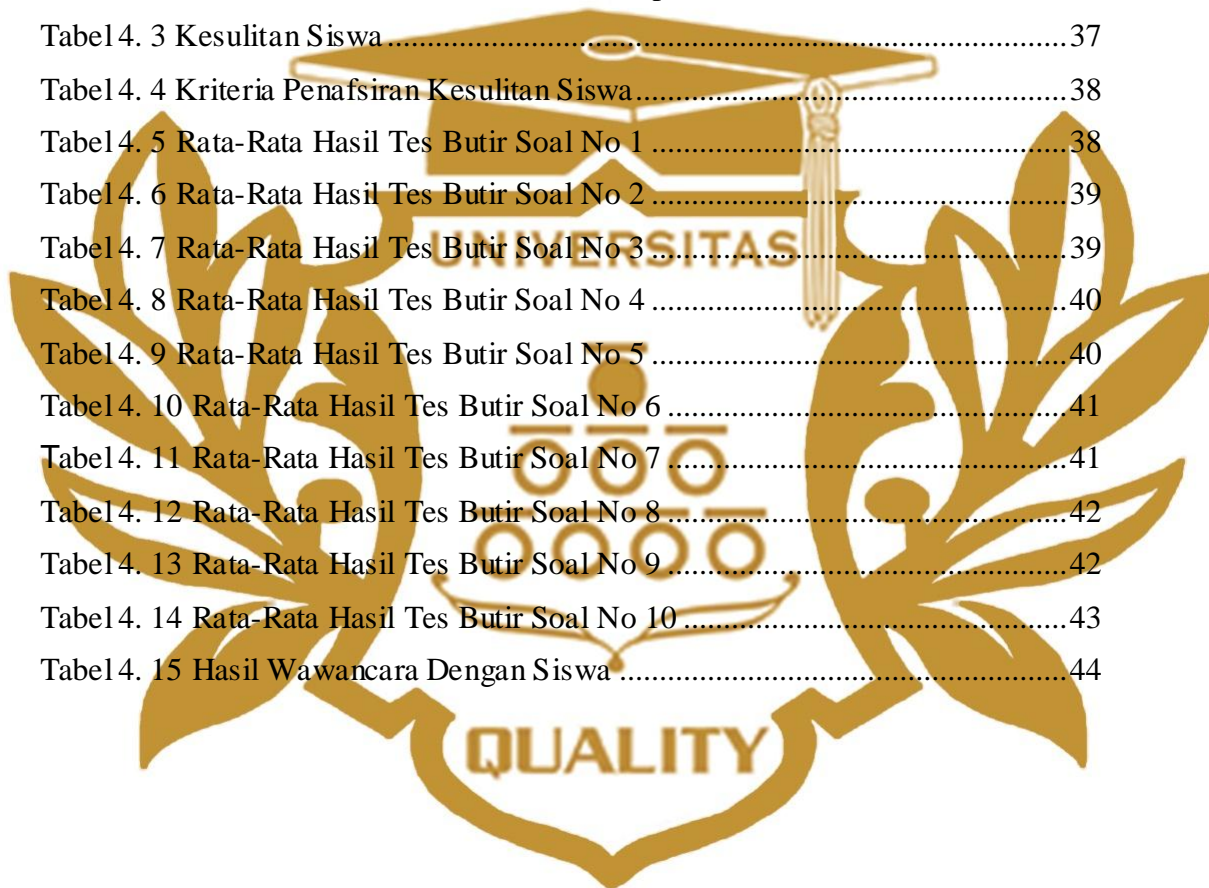 Tabel 4. 3 Kesulitan Siswa ........................................................................... 37
Tabel 4. 4 Kriteria Penafsiran Kesulitan Siswa ................................................ 38
Tabel 4. 5 Rata-Rata Hasil Tes Butir Soal No 1 .............................................. 38
Tabel 4. 6 Rata-Rata Hasil Tes Butir Soal No 2 .............................................. 39
UNIVERSITAS
Tabel 4. 7 Rata-Rata Hasil Tes Butir Soal No 3 .............................................. 39
Tabel 4. 8 Rata-Rata Hasil Tes Butir Soal No 4 .............................................. 40
Tabel 4. 9 Rata-Rata Hasil Tes Butir Soal No 5 .............................................. 40
Tabel 4. 10 Rata-Rata Hasil Tes Butir Soal No 6 ............................................ 41
Tabel 4. 11 Rata-Rata Hasil Tes Butir Soal No 7 ............................................ 41
Tabel 4. 12 Rata-Rata Hasil Tes Butir Soal No 8 ............................................ 42
Tabel 4. 13 Rata-Rata Hasil Tes Butir Soal No 9 ............................................ 42
Tabel 4. 14 Rata-Rata Hasil Tes Butir Soal No 10 .......................................... 43
Tabel 4. 15 Hasil Wawancara Dengan Siswa ................................................. 44
QUALITY